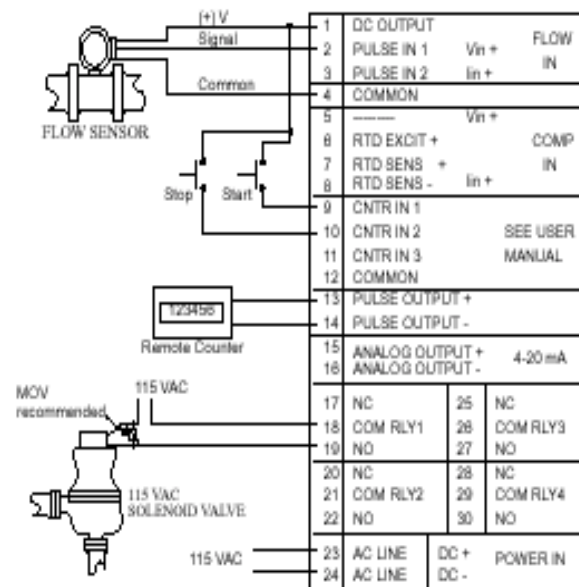 (+) V
Signal
Common
FLOW SENSOR
Stop
Start
123456
Remote Counter
MOV
recommended
115 VAC
115 VAC
SOLENOID VALVE
115 VAC
1 DC OUTPUT
2 PULSE IN 1 Vin +
3 PULSE IN 2 Iin +
FLOW
IN
4 COMMON
5 --------- Vin +
6 RTD EXCIT +
7 RTD SENS +
8 RTD SENS - Iin +
COMP
IN
9 CNTR IN 1
10 CNTR IN 2
11 CNTR IN 3
12 COMMON
SEE USER
MANUAL
13 PULSE OUTPUT +
14 PULSE OUTPUT -
15 ANALOG OUTPUT +
16 ANALOG OUTPUT -
4-20 mA
17 NC 25 NC
18 COM RLY1 26 COM RLY3
19 NO 27 NO
20 NC 28 NC
21 COM RLY2 29 COM RLY4
22 NO 30 NO
23 AC LINE DC +
24 AC LINE DC -
POWER IN